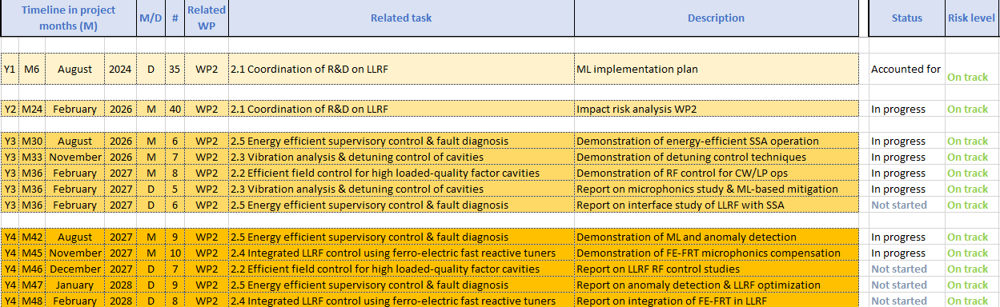 Timeline in project months (M) M/D # Related WP Related task Description Status Risk level
Y1 M6 August 2024 D 35 WP2 2.1 Coordination of R&D on LLRF ML implementation plan Accounted for On track
Y2 M24 February 2026 M 40 WP2 2.1 Coordination of R&D on LLRF Impact risk analysis WP2 In progress On track
Y3 M30 August 2026 M 6 WP2 2.5 Energy efficient supervisory control & fault diagnosis Demonstration of energy-efficient SSA operation In progress On track
Y3 M33 November 2026 M 7 WP2 2.3 Vibration analysis & detuning control of cavities Demonstration of detuning control techniques In progress On track
Y3 M36 February 2027 M 8 WP2 2.2 Efficient field control for high loaded-quality factor cavities Demonstration of RF control for CW/LP ops In progress On track
Y3 M36 February 2027 D 5 WP2 2.3 Vibration analysis & detuning control of cavities Report on microphonics study & ML-based mitigation In progress On track
Y3 M36 February 2027 D 6 WP2 2.5 Energy efficient supervisory control & fault diagnosis Report on interface study of LLRF with SSA Not started On track
Y4 M42 August 2027 M 9 WP2 2.5 Energy efficient supervisory control & fault diagnosis Demonstration of ML and anomaly detection In progress On track
Y4 M45 November 2027 M 10 WP2 2.4 Integrated LLRF control using ferro-electric fast reactive tuners Demonstration of FE-FRT microphonics compensation In progress On track
Y4 M46 December 2027 D 7 WP2 2.2 Efficient field control for high loaded-quality factor cavities Report on LLRF RF control studies Not started On track
Y4 M47 January 2028 D 9 WP2 2.5 Energy efficient supervisory control & fault diagnosis Report on anomaly detection & LLRF optimization Not started On track
Y4 M48 February 2028 D 8 WP2 2.4 Integrated LLRF control using ferro-electric fast reactive tuners Report on integration of FE-FRT in LLRF Not started On track